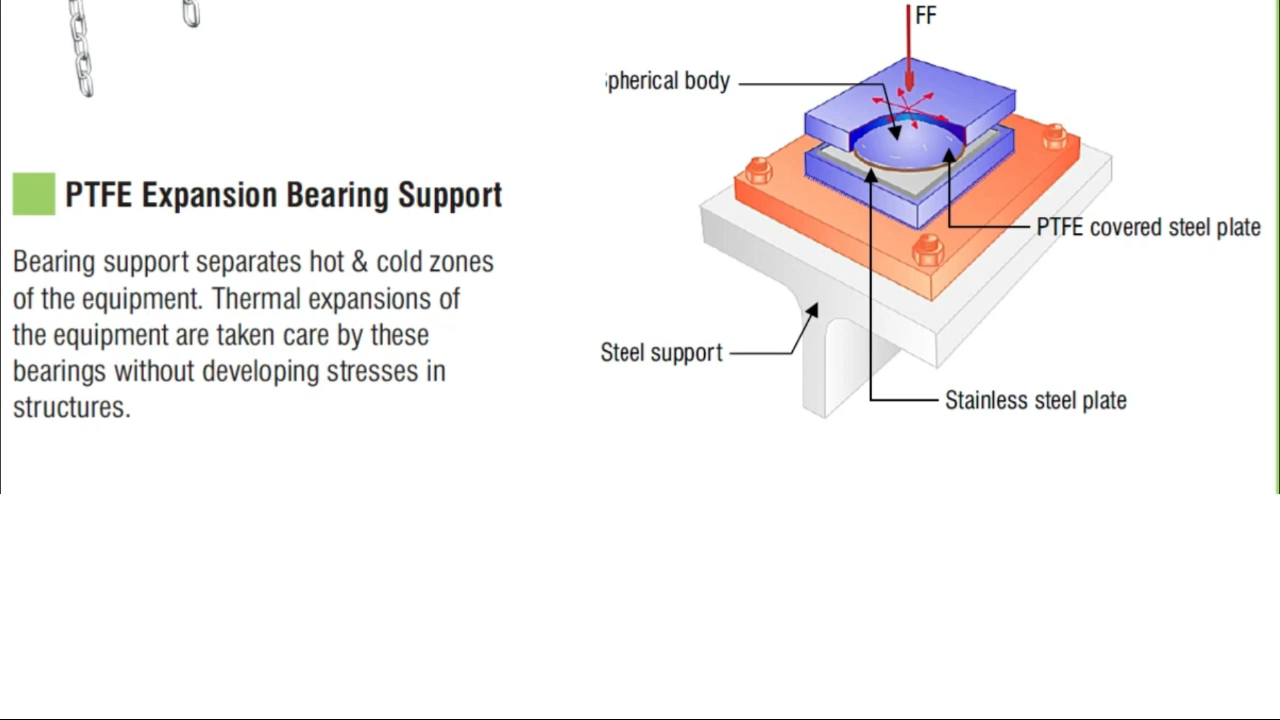 FF
pherical body
PTFE Expansion Bearing Support
Bearing support separates hot & cold zones
of the equipment. Thermal expansions of
the equipment are taken care by these
bearings without developing stresses in
structures.
PTFE covered steel plate
Steel support
Stainless steel plate